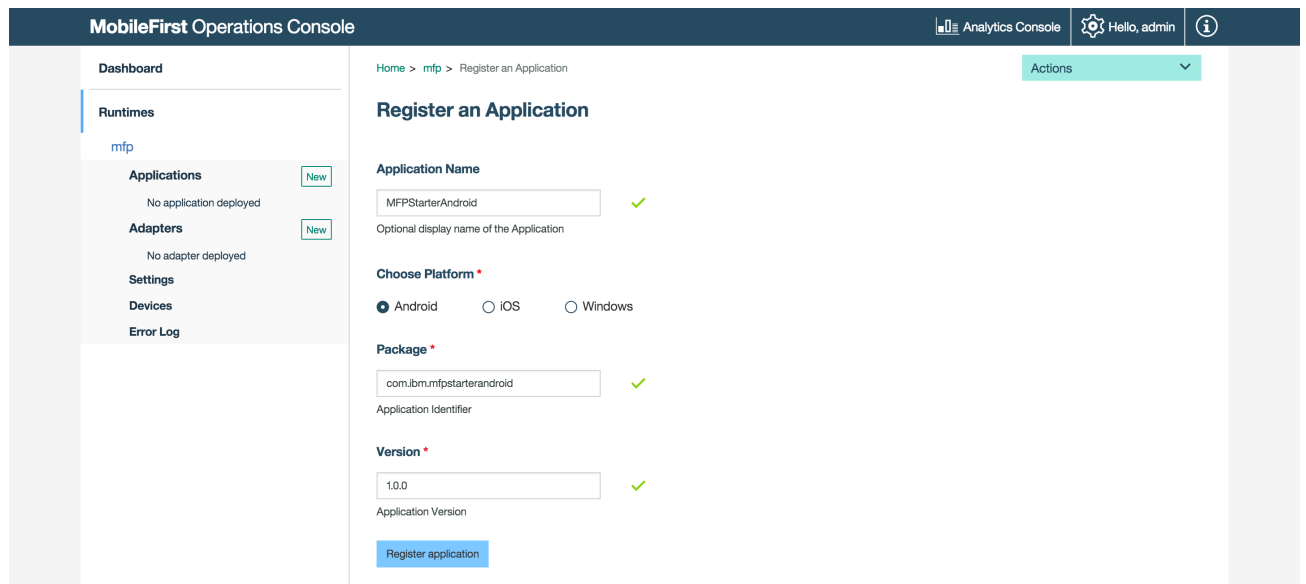 MobileFirst Operations Console
Analytics Console
Hello, admin
Dashboard
Runtimes
mfp
Applications New
No application deployed
Adapters New
No adapter deployed
Settings
Devices
Error Log
Home > mfp > Register an Application
Actions
Register an Application
Application Name
MFPStarterAndroid
Optional display name of the Application
Choose Platform *
Android iOS Windows
Package *
com.ibm.mfpstarterandroid
Application Identifier
Version *
1.0.0
Application Version
Register application